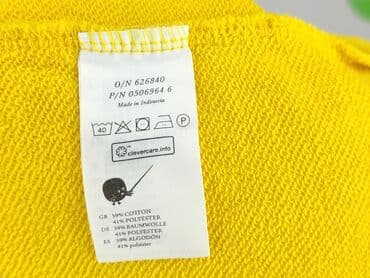 O/N 626840
P/N 0506964 6
Made in Indonesia
40 P
clevercare.info
GB 59% COTTON
41% POLYESTER
DE 59% BAUMWOLLE
41% POLYESTER
ES 59% ALGODÓN
41% poliester